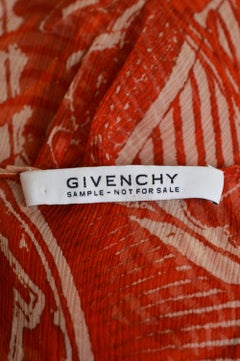 GIVENCHY
SAMPLE - NOT FOR SALE